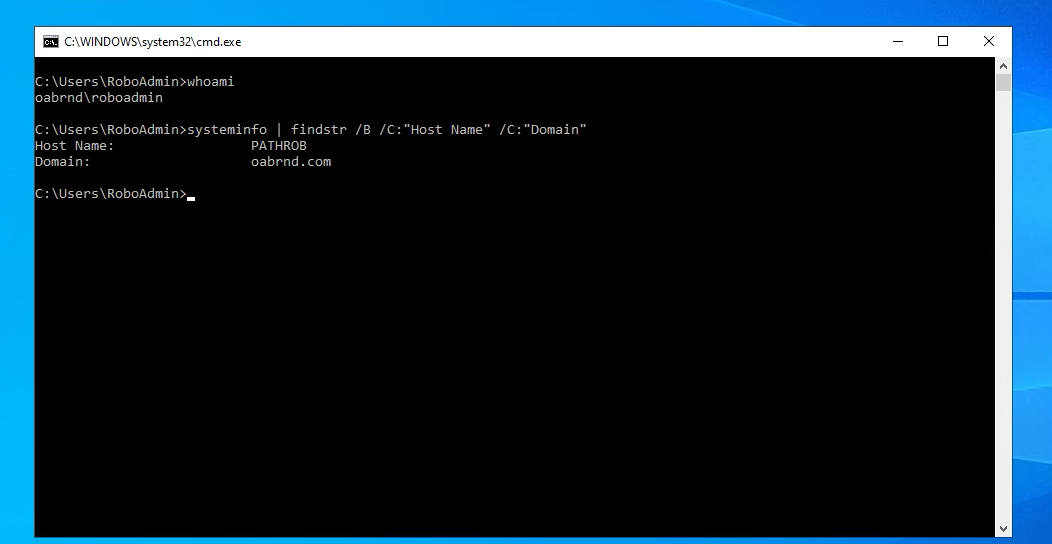 C:\WINDOWS\system32\cmd.exe
C:\Users\RoboAdmin>whoami
oabrnd\roboadmin
C:\Users\RoboAdmin>systeminfo | findstr /B /C:"Host Name" /C:"Domain"
Host Name: PATHROB
Domain: oabrnd.com
C:\Users\RoboAdmin>